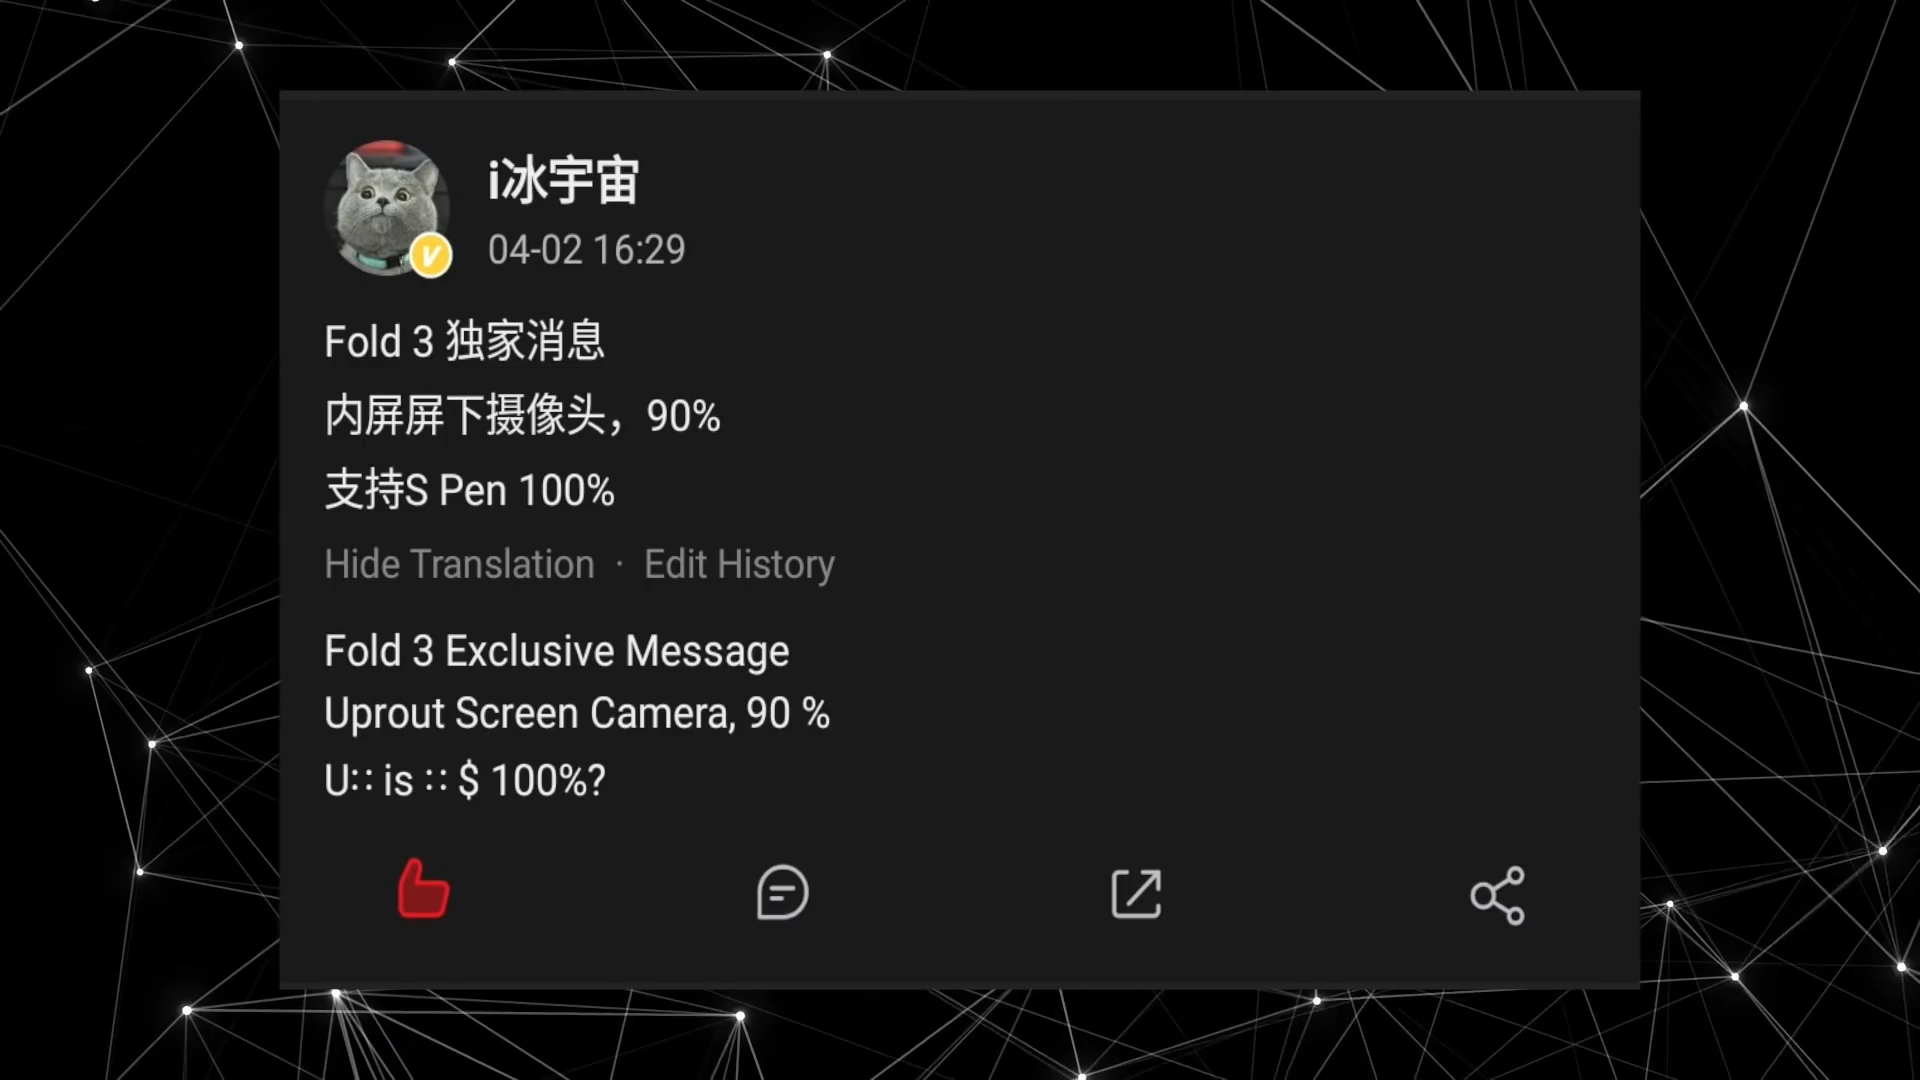 i冰宇宙
04-02 16:29
Fold 3 独家消息
内屏屏下摄像头，90%
支持S Pen 100%
Hide Translation · Edit History
Fold 3 Exclusive Message
Uprout Screen Camera, 90 %
U∷ is ∷ $ 100%?